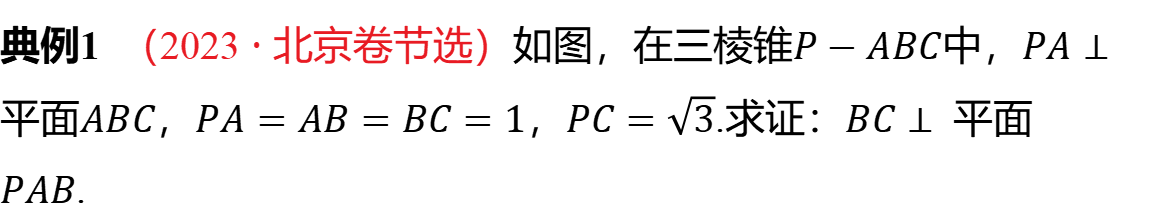 典例1 （2023·北京卷节选）如图，在三棱锥P − ABC中，PA ⊥
平面ABC，PA = AB = BC = 1，PC = √3.求证：BC ⊥ 平面
PAB.